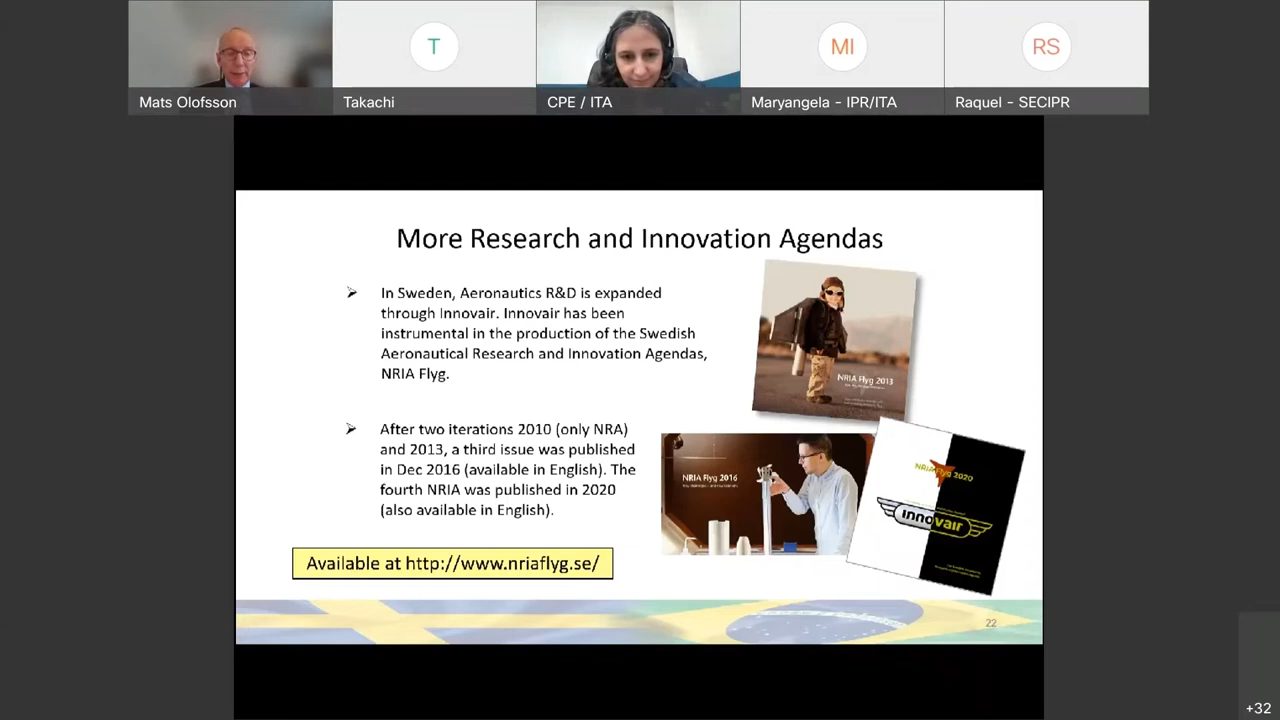 T
MI
RS
Mats Olofsson
Takachi
CPE / ITA
Maryangela - IPR/ITA
Raquel - SECIPR
More Research and Innovation Agendas
In Sweden, Aeronautics R&D is expanded
through Innovair. Innovair has been
instrumental in the production of the Swedish
Aeronautical Research and Innovation Agendas,
NRIA Flyg.
After two iterations 2010 (only NRA)
and 2013, a third issue was published
in Dec 2016 (available in English). The
fourth NRIA was published in 2020
(also available in English).
Available at http://www.nriaflyg.se/
NRIA Flyg 2013
NRIA Flyg 2016
NRIA Flyg 2020
innovair
22
+32